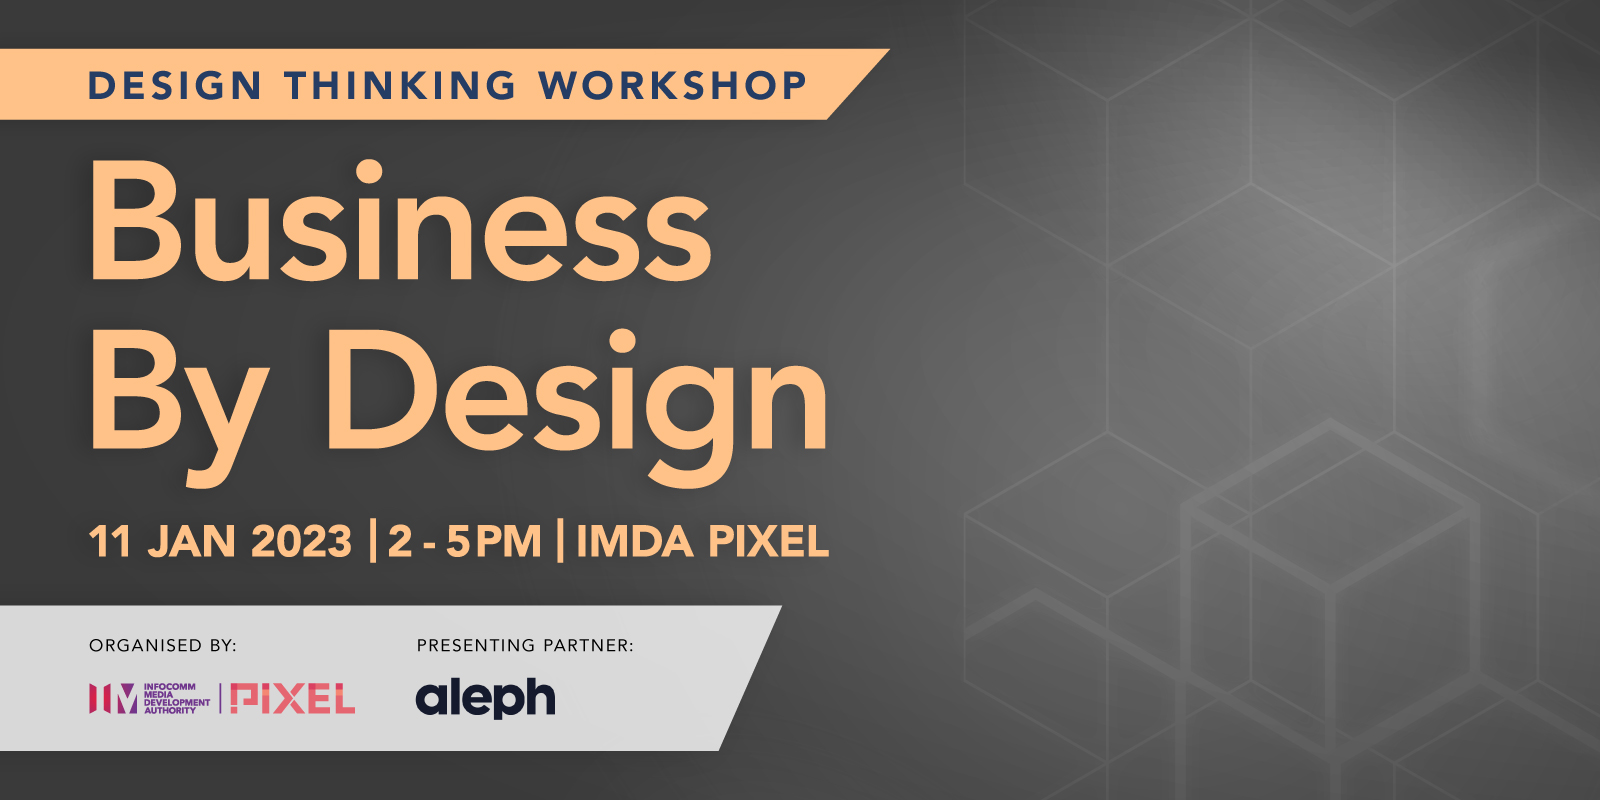 DESIGN THINKING WORKSHOP
Business
By Design
11 JAN 2023 | 2 - 5PM | IMDA PIXEL
ORGANISED BY:
PRESENTING PARTNER:
IM
INFOCOMM
MEDIA
DEVELOPMENT
AUTHORITY
PIXEL
aleph